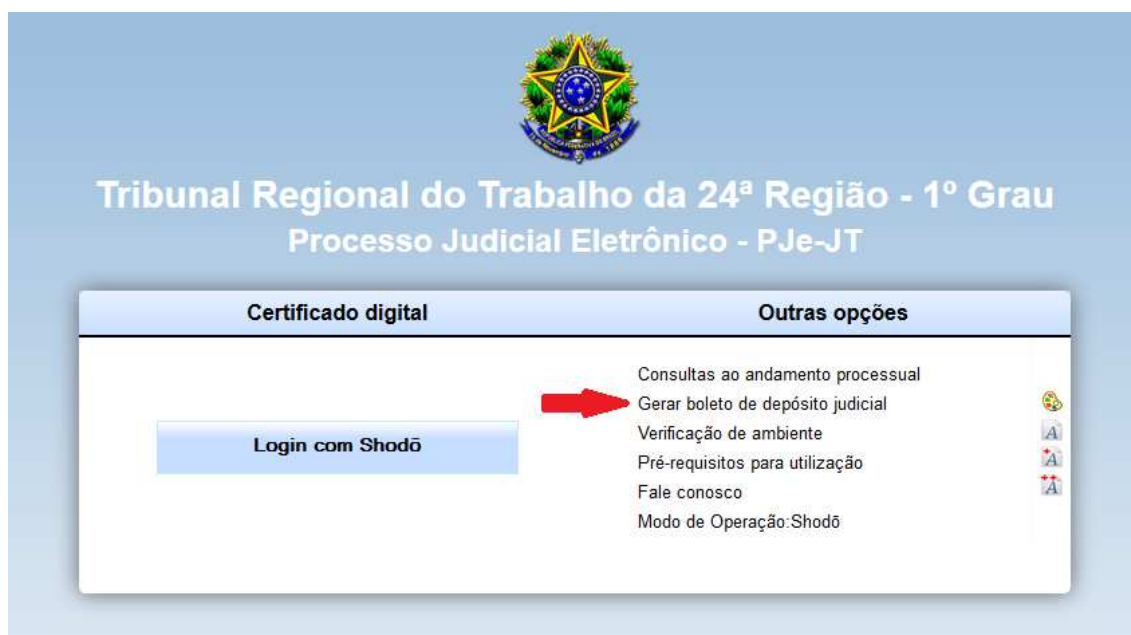 Tribunal Regional do Trabalho da 24ª Região - 1º Grau
Processo Judicial Eletrônico - PJe-JT
Certificado digital
Outras opções
Login com Shodō
Consultas ao andamento processual
Gerar boleto de depósito judicial
Verificação de ambiente
Pré-requisitos para utilização
Fale conosco
Modo de Operação:Shodō
A
A
A